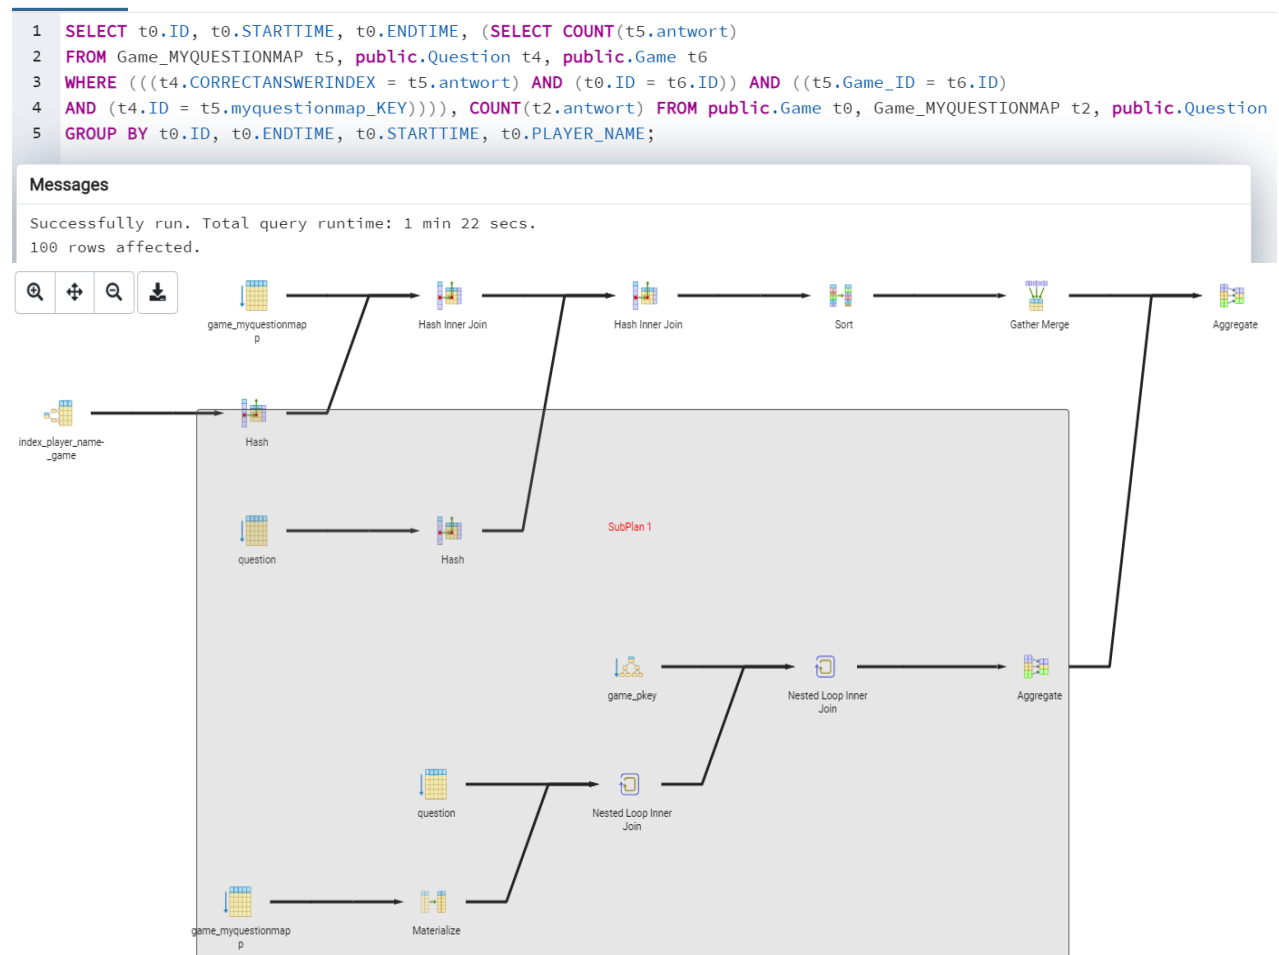 1 SELECT t0.ID, t0.STARTTIME, t0.ENDTIME, (SELECT COUNT(t5.antwort)
2 FROM Game_MYQUESTIONMAP t5, public.Question t4, public.Game t6
3 WHERE (((t4.CORRECTANSWERINDEX = t5.antwort) AND (t0.ID = t6.ID)) AND ((t5.Game_ID = t6.ID)
4 AND (t4.ID = t5.myquestionmap_KEY)))), COUNT(t2.antwort) FROM public.Game t0, Game_MYQUESTIONMAP t2, public.Question
5 GROUP BY t0.ID, t0.ENDTIME, t0.STARTTIME, t0.PLAYER_NAME;
Messages
Successfully run. Total query runtime: 1 min 22 secs.
100 rows affected.
game_myquestionmap
p
Hash Inner Join
Hash Inner Join
Sort
Gather Merge
Aggregate
index_player_name-
_game
Hash
question
Hash
SubPlan 1
game_pkey
Nested Loop Inner
Join
Aggregate
question
Nested Loop Inner
Join
game_myquestionmap
p
Materialize